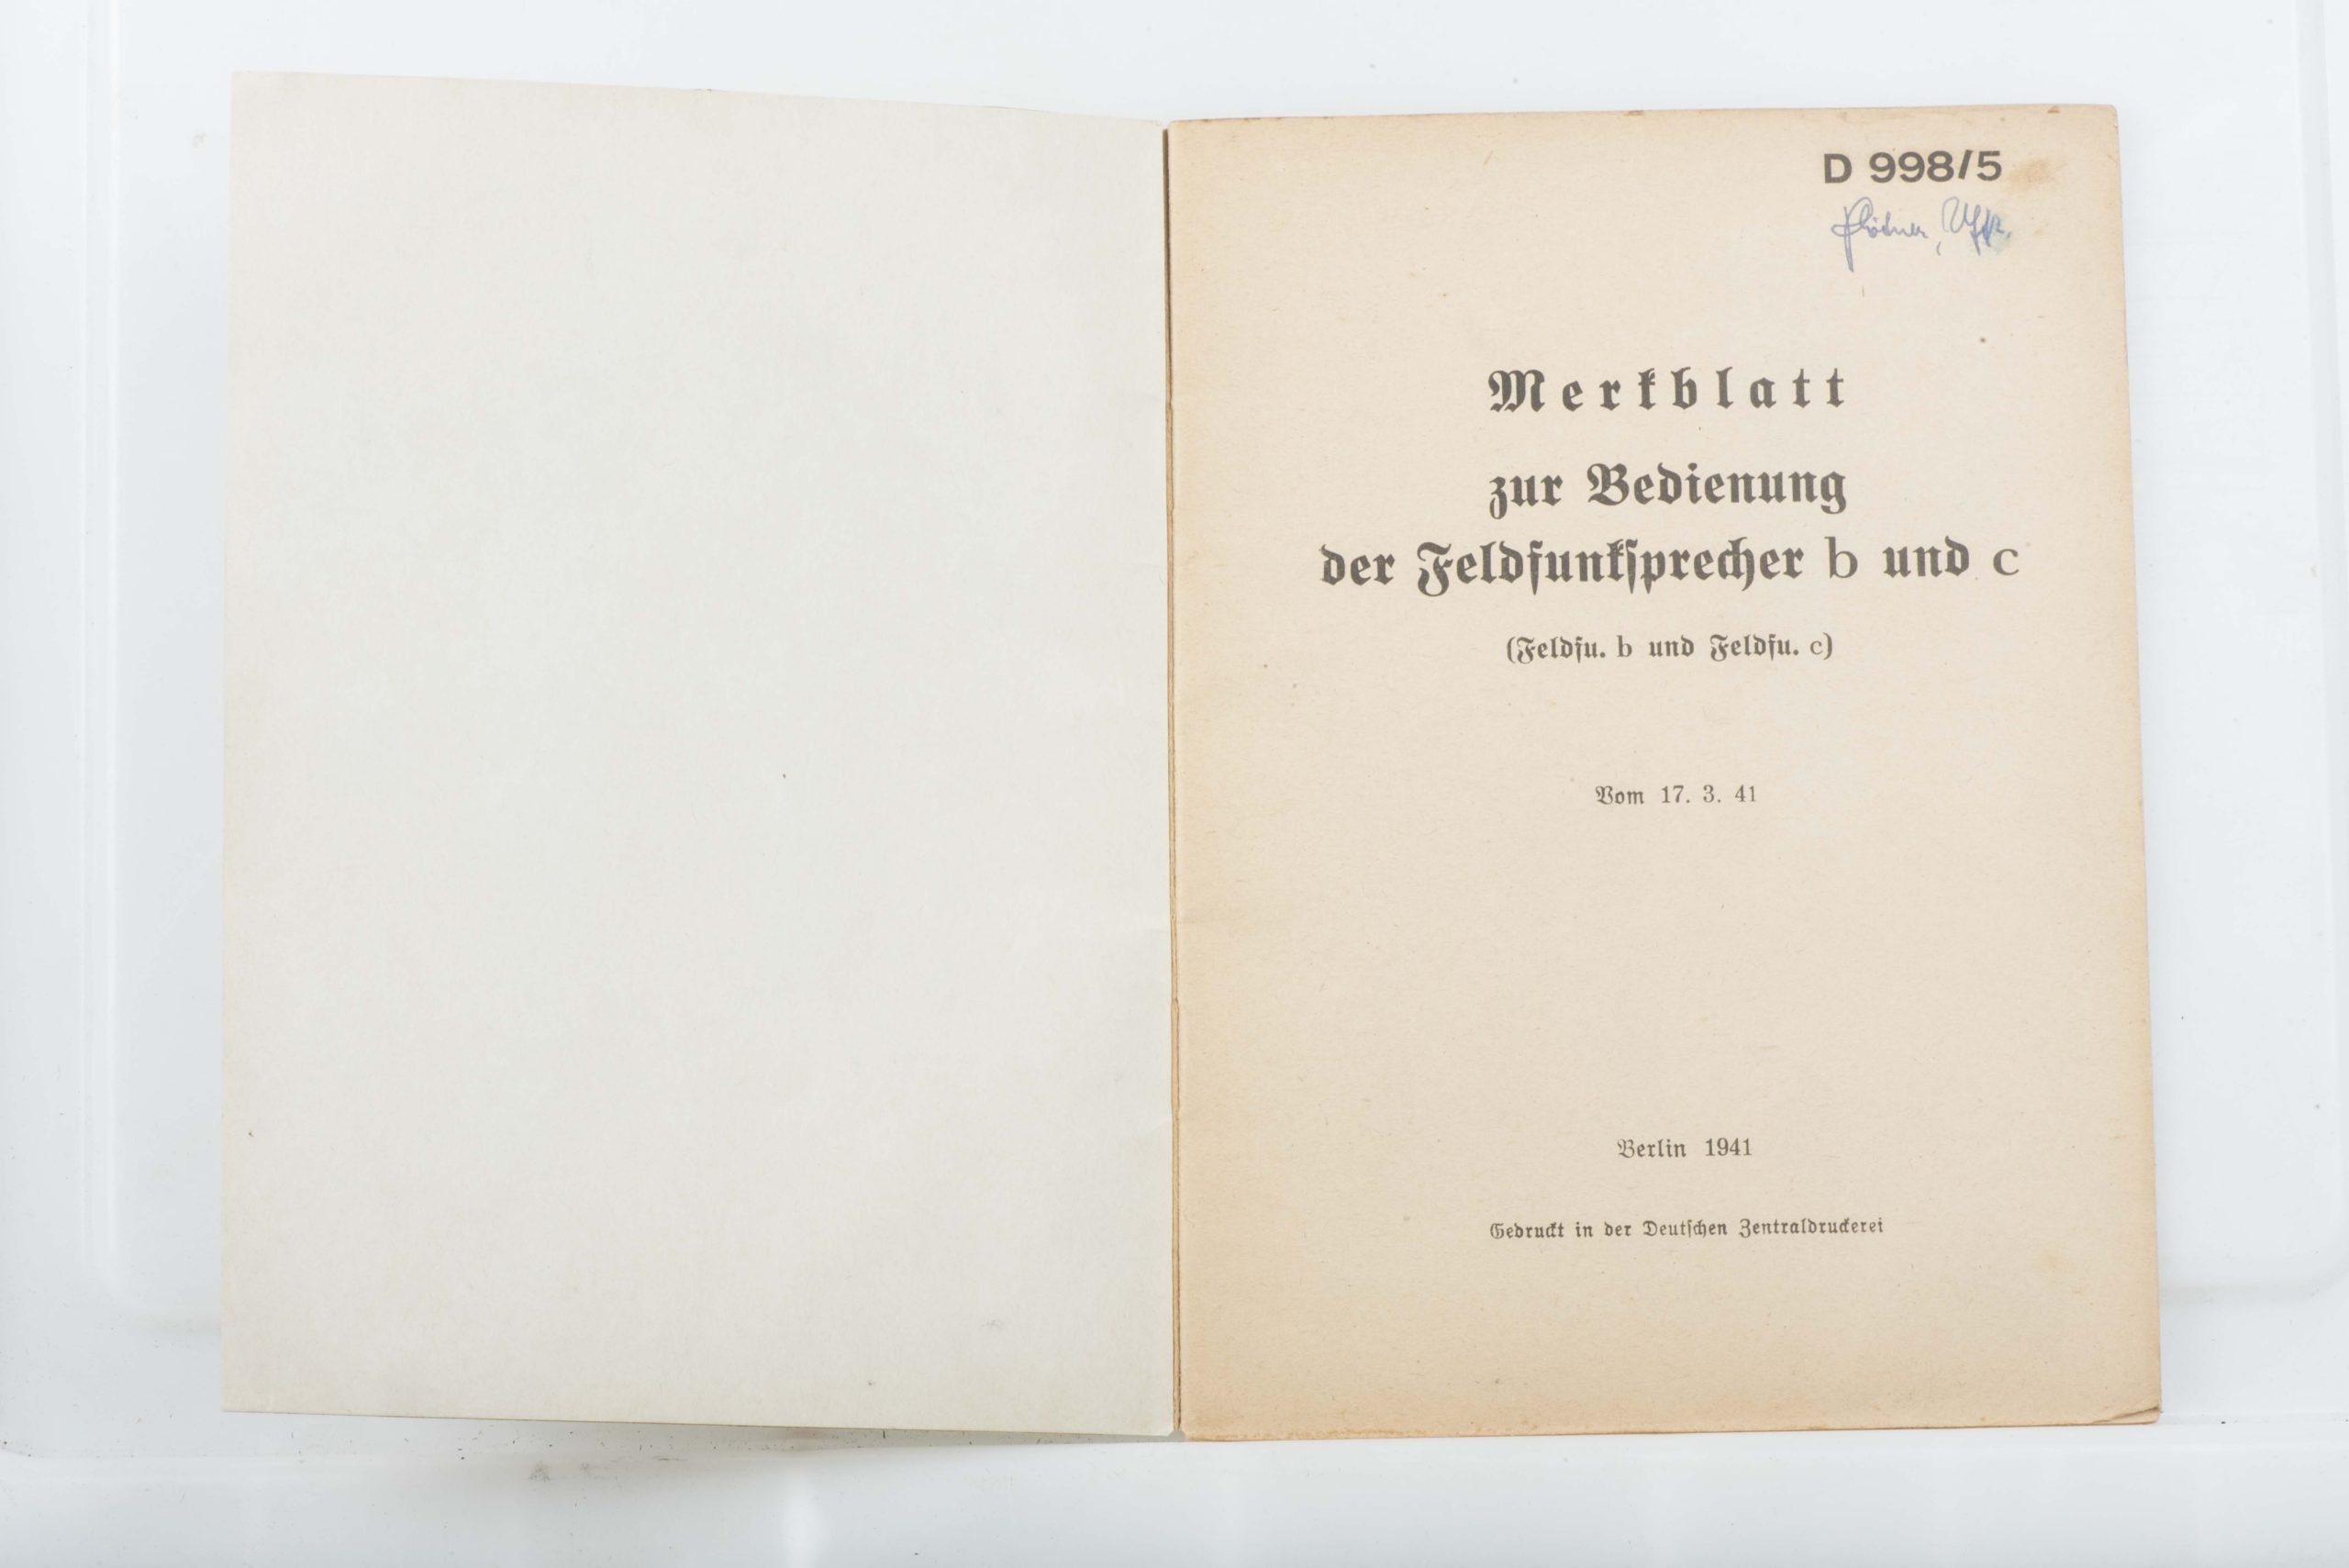 D 998/5
Merkblatt
zur Bedienung
der Feldfunksprecher b und c
(Feldfu. b und Feldfu. c)
Vom 17. 3. 41
Berlin 1941
Gedruckt in der Deutschen Zentraldruckerei